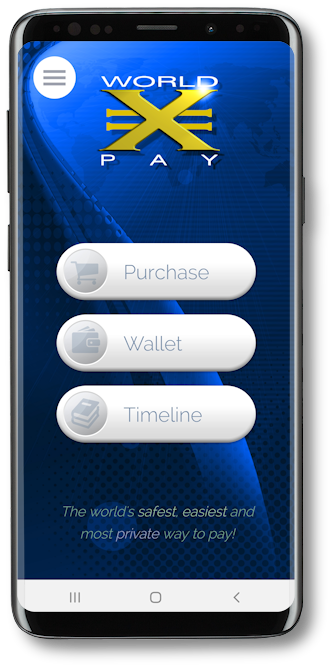 WORLD
X
PAY
Purchase
Wallet
Timeline
The world's safest, easiest and
most private way to pay!